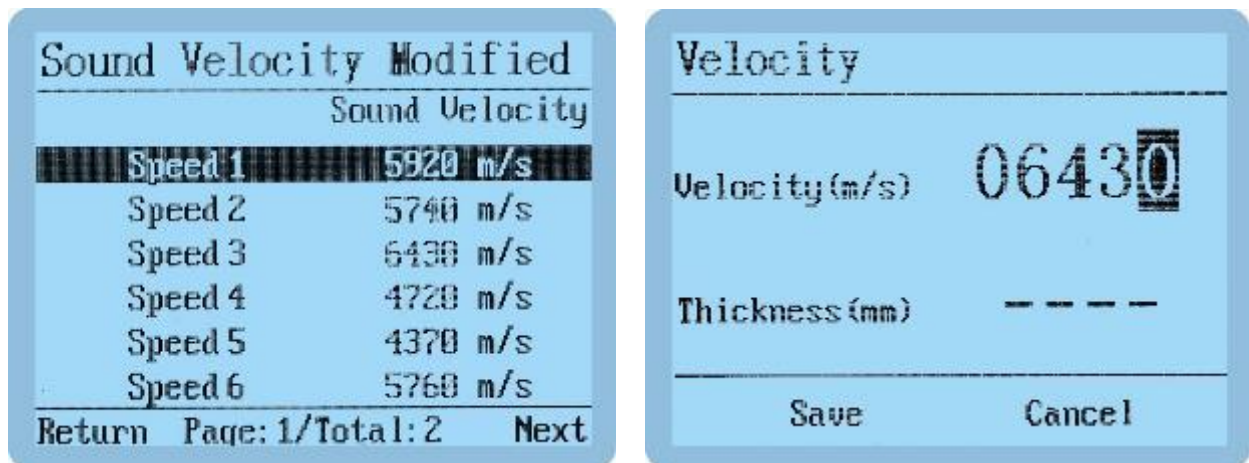 Sound Velocity Modified
Sound Velocity
Speed 1 5920 m/s
Speed 2 5740 m/s
Speed 3 6430 m/s
Speed 4 4720 m/s
Speed 5 4370 m/s
Speed 6 5760 m/s
Return Page: 1/Total: 2 Next
Velocity
Velocity(m/s) 06430
Thickness(mm) ----
Save Cancel